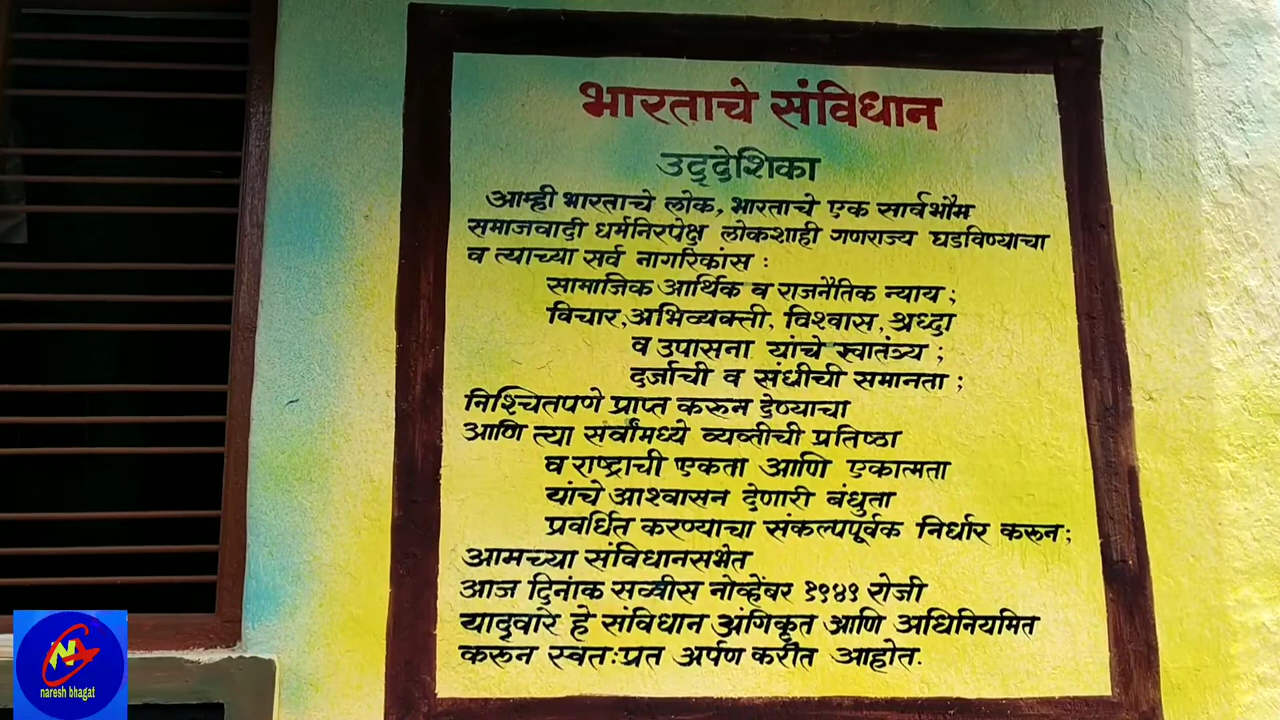 भारताचे संविधान
उद्देशिका
आम्ही भारताचे लोक, भारताचे एक सार्वभौम
समाजवादी धर्मनिरपेक्ष लोकशाही गणराज्य घडविण्याचा
व त्याच्या सर्व नागरिकांस :
सामाजिक आर्थिक व राजनैतिक न्याय ;
विचार, अभिव्यक्ती, विश्वास, श्रध्दा
व उपासना यांचे स्वातंत्र्य ;
दर्जाची व संधीची समानता ;
निश्चितपणे प्राप्त करून देण्याचा
आणि त्या सर्वांमध्ये व्यक्तीची प्रतिष्ठा
व राष्ट्राची एकता आणि एकात्मता
यांचे आश्वासन देणारी बंधुता
प्रवर्धित करण्याचा संकल्पपूर्वक निर्धार करून;
आमच्या संविधानसभेत
आज दिनांक सव्वीस नोव्हेंबर १९४९ रोजी
याद्वारे हे संविधान अंगिकृत आणि अधिनियमित
करून स्वतःप्रत अर्पण करीत आहोत.
NA
naresh bhagat